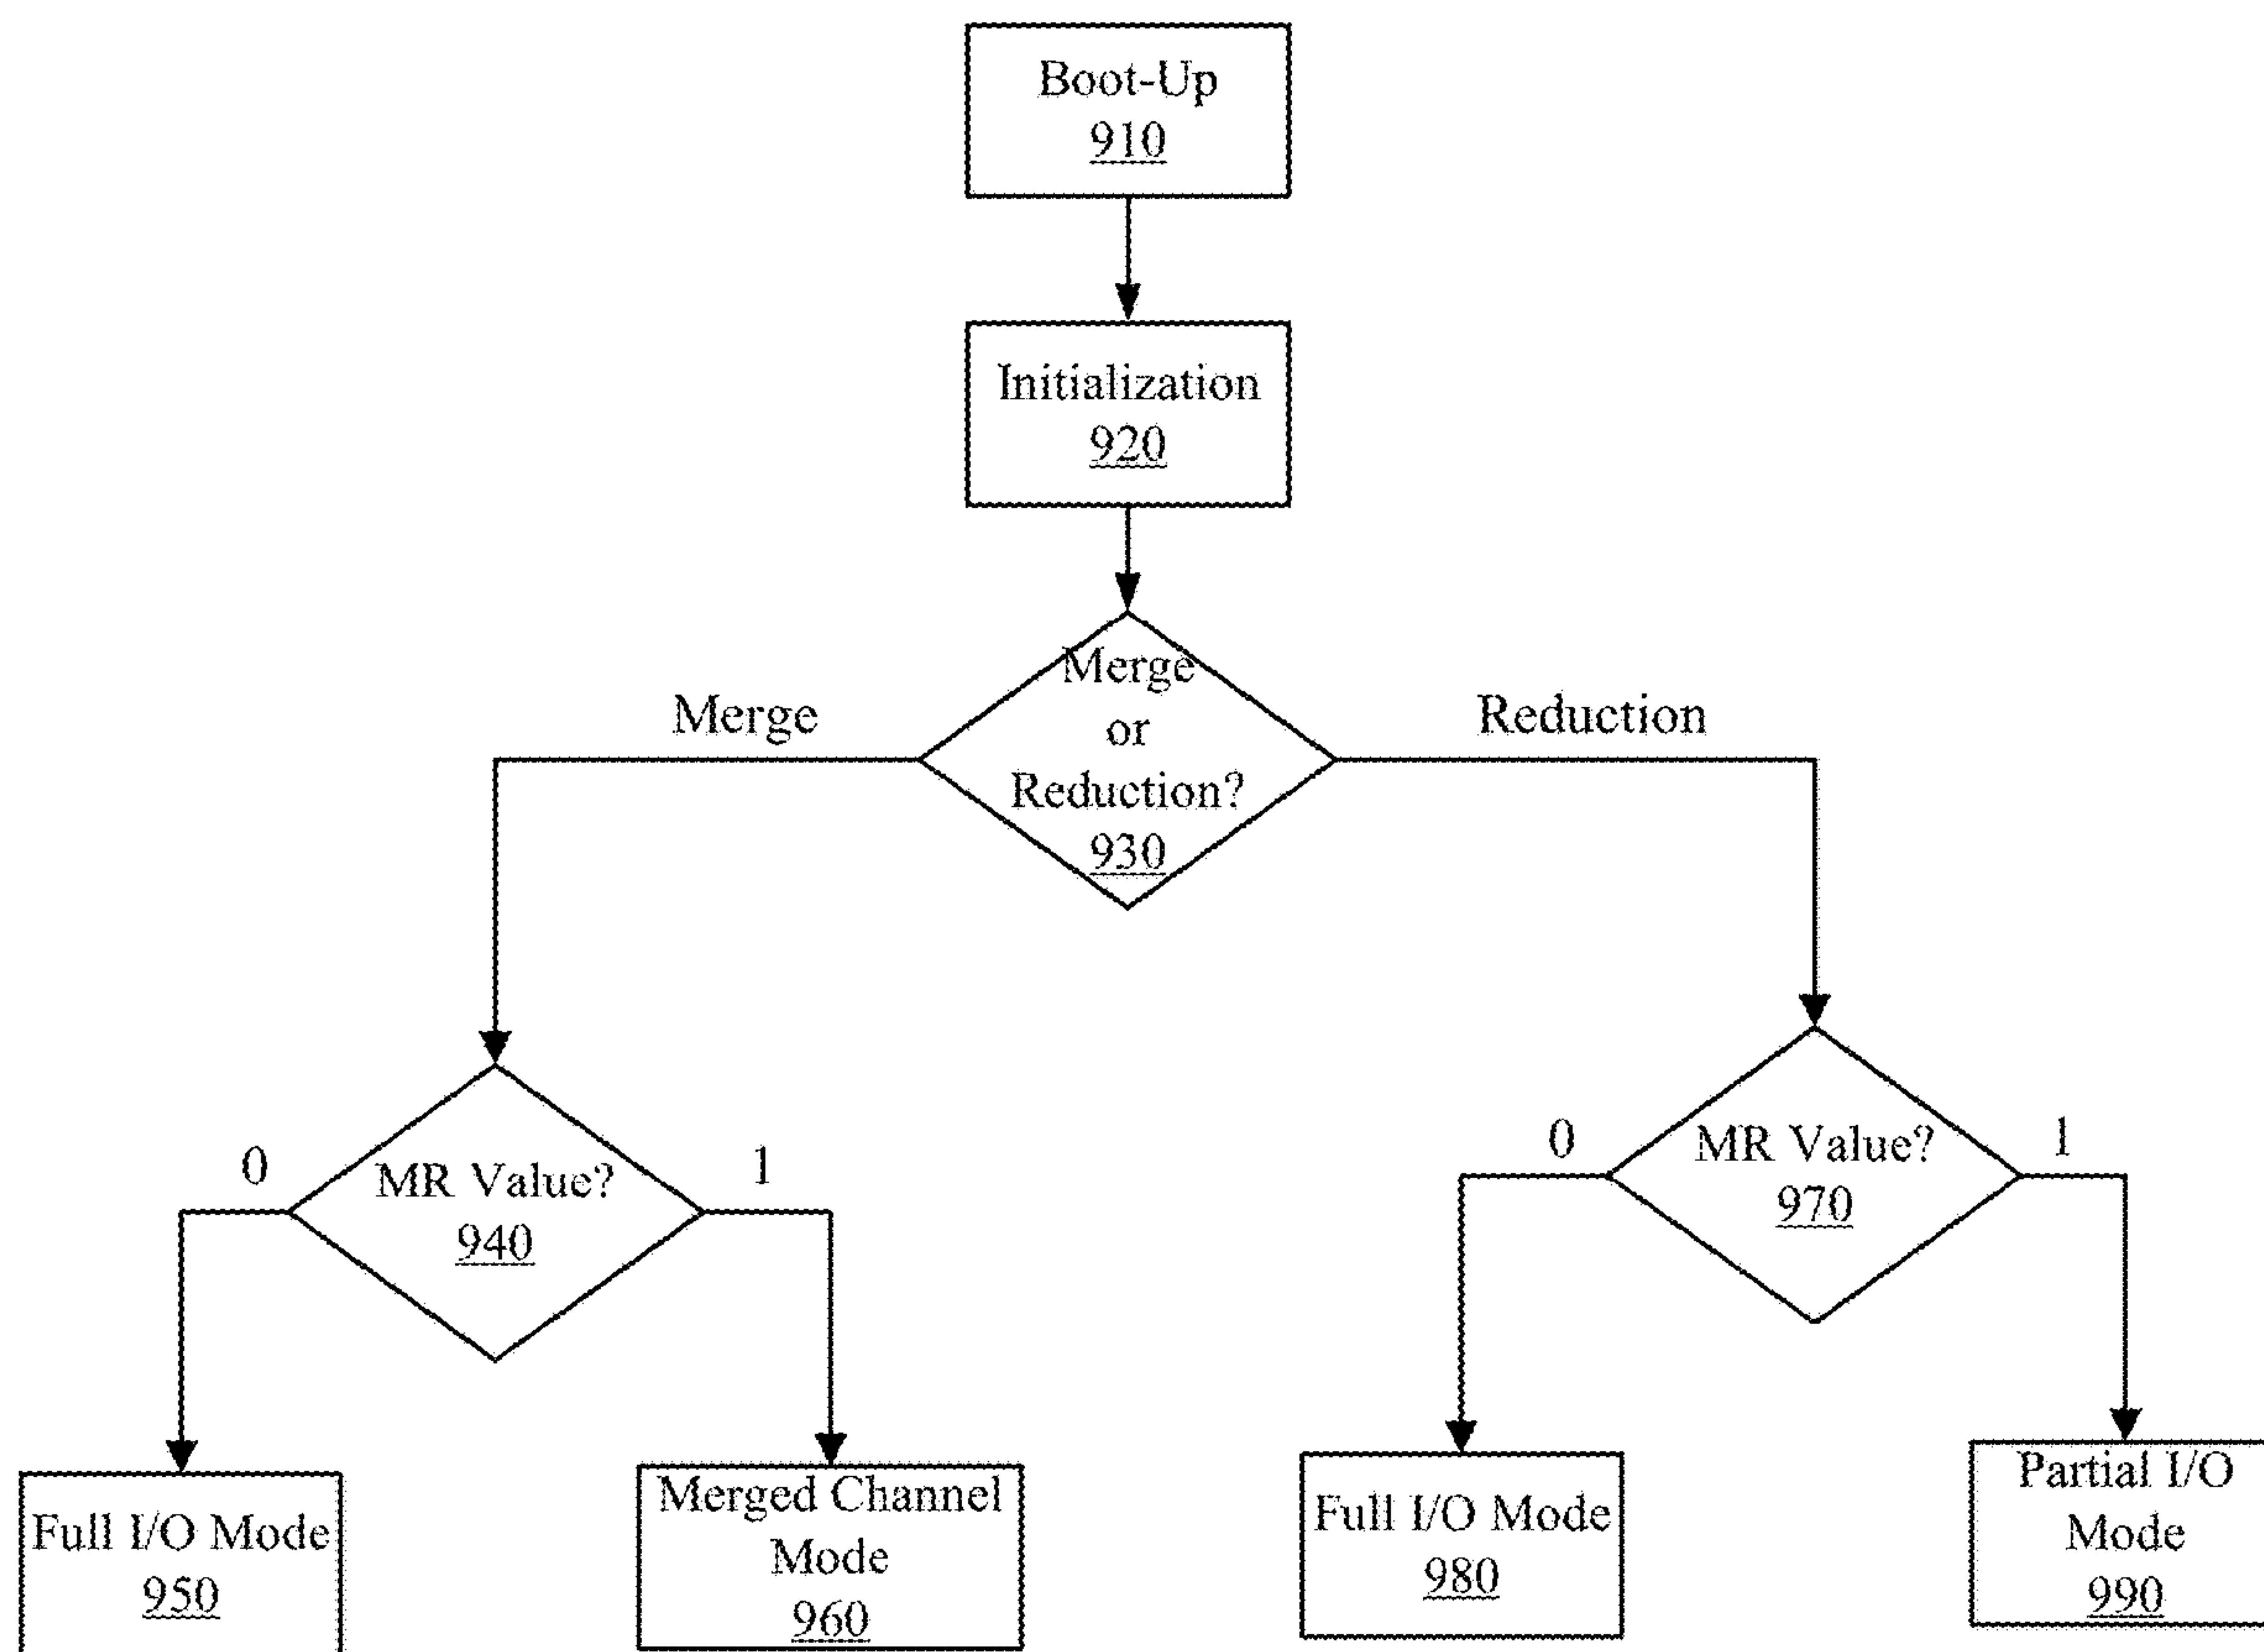 Boot-Up
910
Initialization
920
Merge
or
Reduction?
930
Merge
Reduction
MR Value?
940
0
1
MR Value?
970
0
1
Full I/O Mode
950
Merged Channel
Mode
960
Full I/O Mode
980
Partial I/O
Mode
990